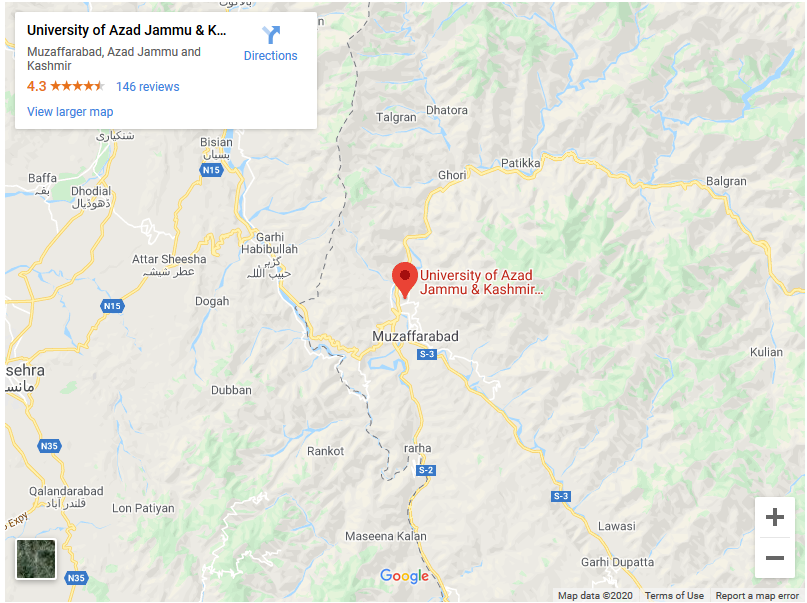 University of Azad Jammu & K...
Muzaffarabad, Azad Jammu and
Kashmir
4.3
146 reviews
View larger map
Directions
شنکیاری
Talgran
Dhatora
Bisian
بسیاں
N15
Patikka
Ghori
Balgran
Baffa
بفہ
Dhodial
ڈھوڈیال
Garhi
Habibullah
گڑہی
حبیب اللہ
Attar Sheesha
عطر شیشہ
University of Azad
Jammu & Kashmir...
N15
Dogah
Muzaffarabad
S-3
Kulian
sehra
مانسہ
Dubban
N35
Rankot
rarha
S-2
Qalandarabad
قلندر آباد
Lon Patiyan
S-3
o Expy
Maseena Kalan
Lawasi
Garhi Dupatta
N35
Google
Map data ©2020
Terms of Use
Report a map error